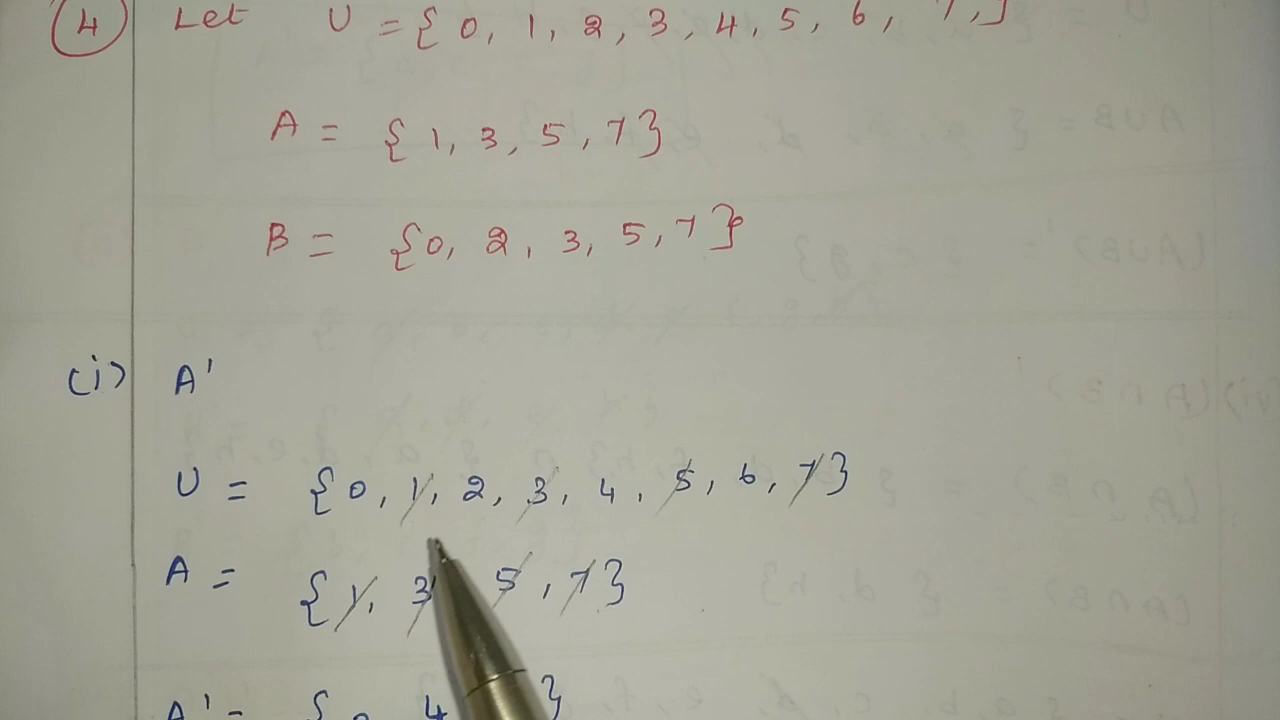 (4) Let U = {0, 1, 2, 3, 4, 5, 6, 7,}
A = {1, 3, 5, 7}
B = {0, 2, 3, 5, 7}
(i) A'
U = {0, 1, 2, 3, 4, 5, 6, 7}
A = {1, 3 5, 7}
A' = { 4 }